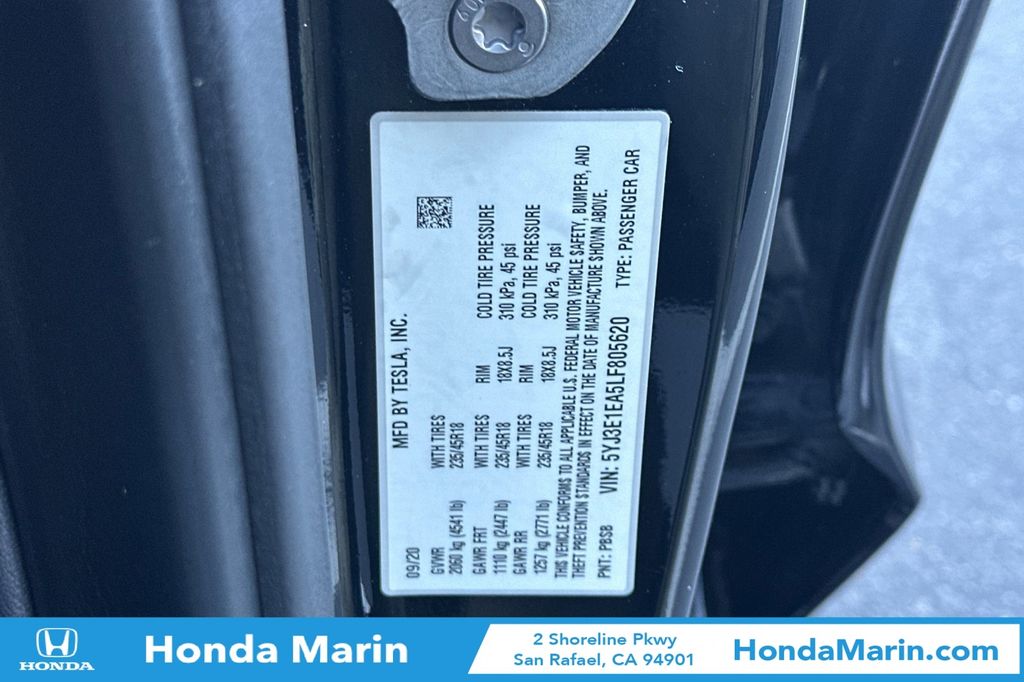 09/20 MFD BY TESLA, INC.
GVWR WITH TIRES
2060 kg (4541 lb) 235/45R18
GAWR FRT WITH TIRES RIM COLD TIRE PRESSURE
1110 kg (2447 lb) 235/45R18 18X8.5J 310 kPa, 45 psi
GAWR RR WITH TIRES RIM COLD TIRE PRESSURE
1257 kg (2771 lb) 235/45R18 18X8.5J 310 kPa, 45 psi
THIS VEHICLE CONFORMS TO ALL APPLICABLE U.S. FEDERAL MOTOR VEHICLE SAFETY, BUMPER, AND
THEFT PREVENTION STANDARDS IN EFFECT ON THE DATE OF MANUFACTURE SHOWN ABOVE.
PNT: PBSB VIN: 5YJ3E1EA5LF805620 TYPE: PASSENGER CAR
HONDA
Honda Marin
2 Shoreline Pkwy
San Rafael, CA 94901
HondaMarin.com